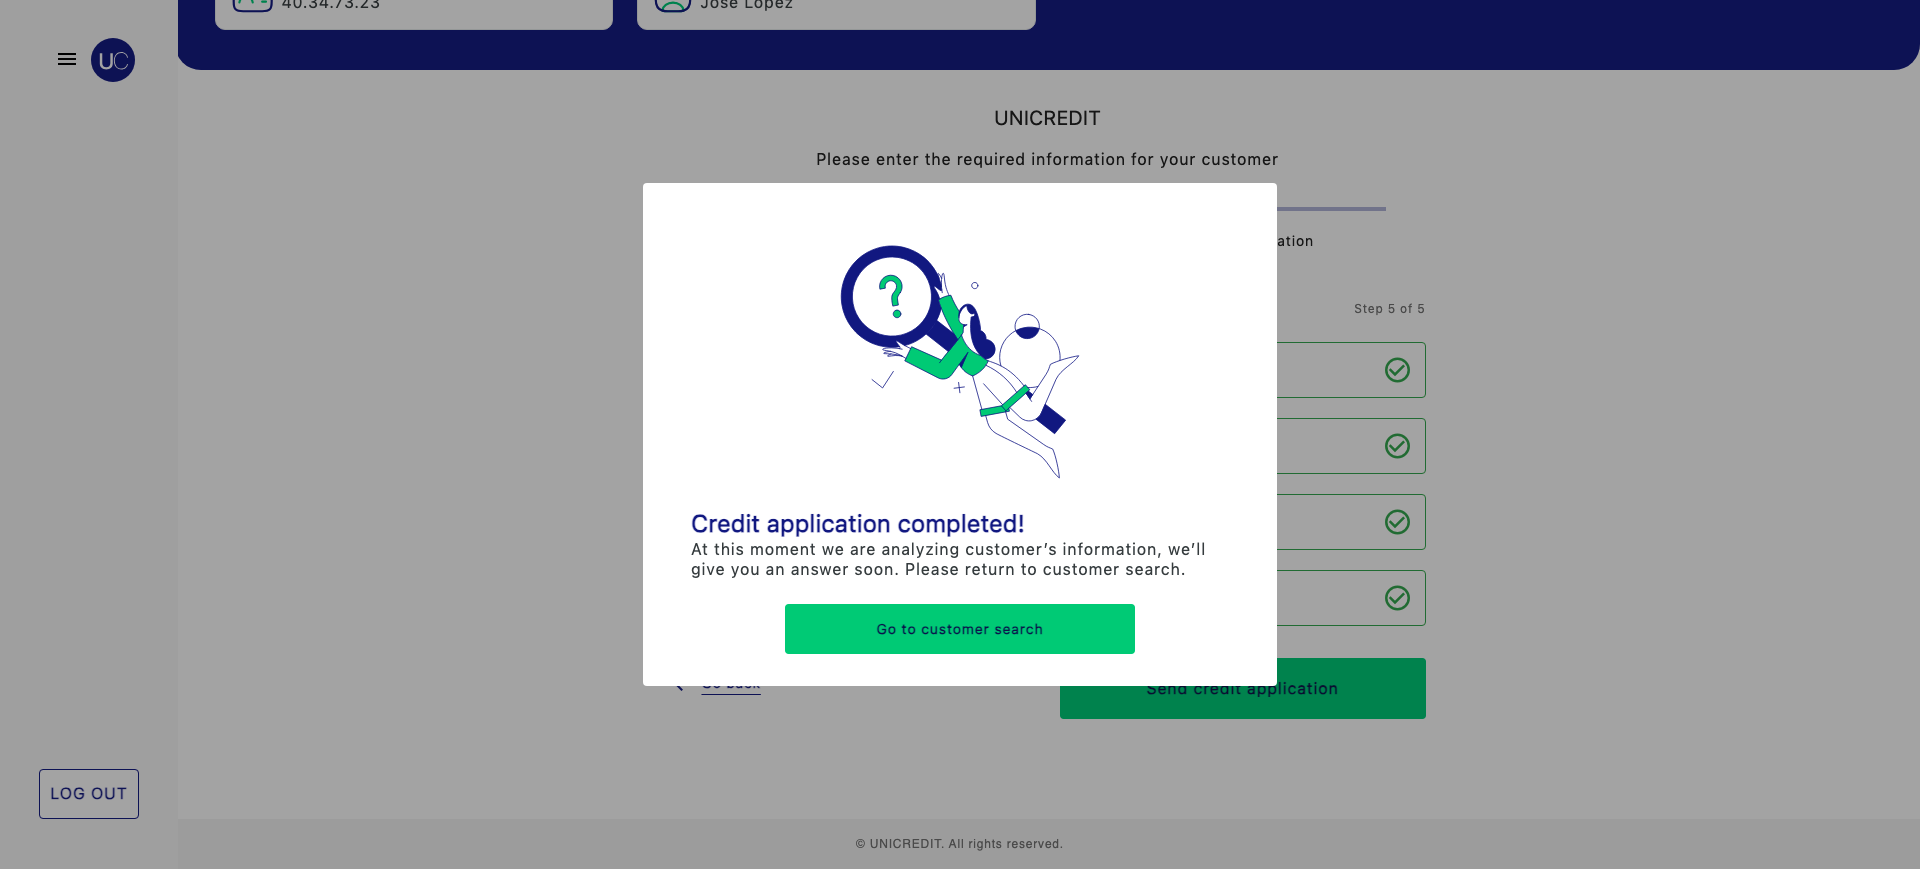 40.34.73.23
Jose Lopez
UC
UNICREDIT
Please enter the required information for your customer
ation
Step 5 of 5
?
Credit application completed!
At this moment we are analyzing customer’s information, we’ll
give you an answer soon. Please return to customer search.
Go to customer search
Go back
Send credit application
LOG OUT
© UNICREDIT. All rights reserved.